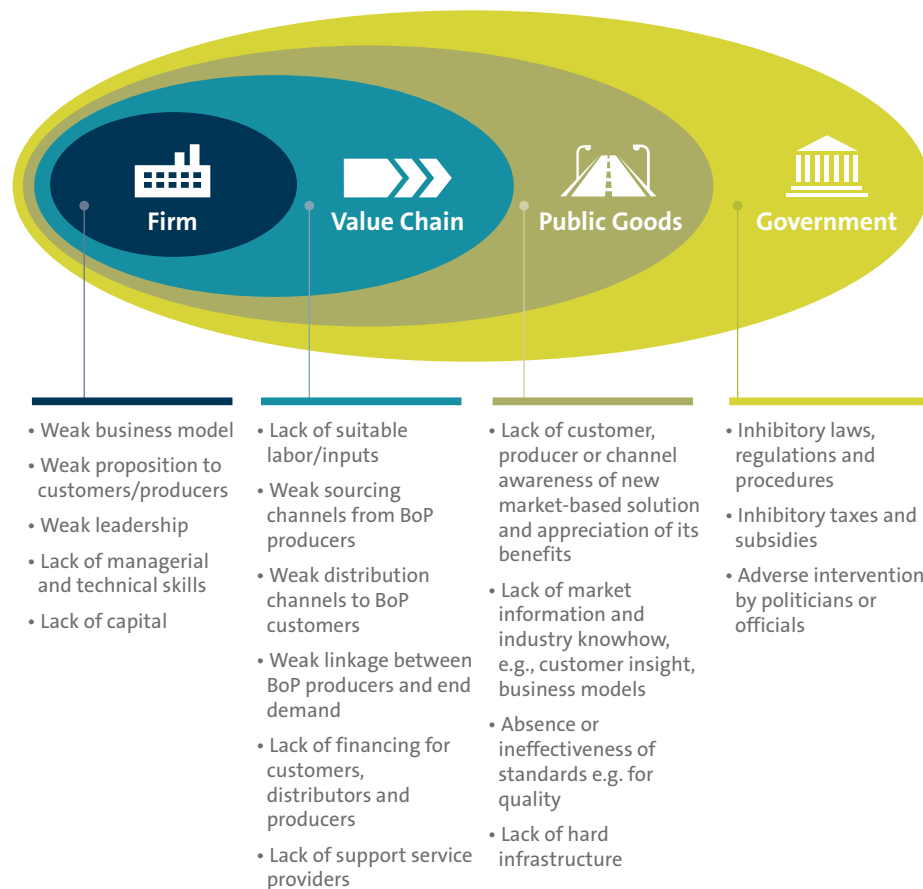 Firm
Value Chain
Public Goods
Government
• Weak business model
• Weak proposition to
customers/producers
• Weak leadership
• Lack of managerial
and technical skills
• Lack of capital
• Lack of suitable
labor/inputs
• Weak sourcing
channels from BoP
producers
• Weak distribution
channels to BoP
customers
• Weak linkage between
BoP producers and end
demand
• Lack of financing for
customers,
distributors and
producers
• Lack of support service
providers
• Lack of customer,
producer or channel
awareness of new
market-based solution
and appreciation of its
benefits
• Lack of market
information and
industry knowhow,
e.g., customer insight,
business models
• Absence or
ineffectiveness of
standards e.g. for
quality
• Lack of hard
infrastructure
• Inhibitory laws,
regulations and
procedures
• Inhibitory taxes and
subsidies
• Adverse intervention
by politicians or
officials